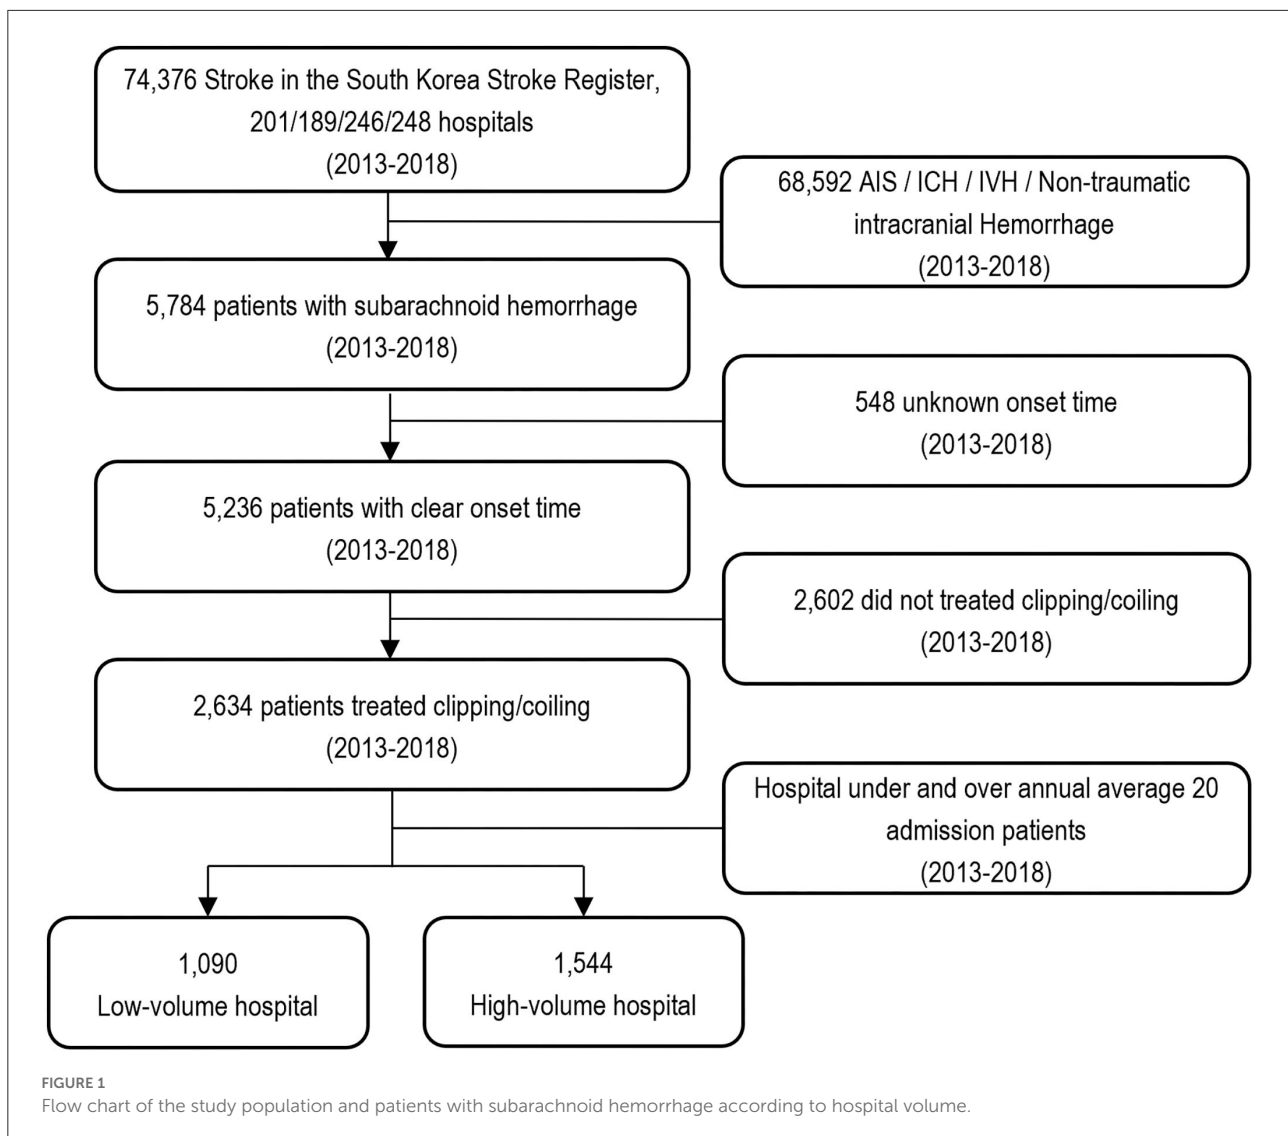 74,376 Stroke in the South Korea Stroke Register,
201/189/246/248 hospitals
(2013-2018)
68,592 AIS / ICH / IVH / Non-traumatic
intracranial Hemorrhage
(2013-2018)
5,784 patients with subarachnoid hemorrhage
(2013-2018)
548 unknown onset time
(2013-2018)
5,236 patients with clear onset time
(2013-2018)
2,602 did not treated clipping/coiling
(2013-2018)
2,634 patients treated clipping/coiling
(2013-2018)
Hospital under and over annual average 20
admission patients
(2013-2018)
1,090
Low-volume hospital
1,544
High-volume hospital
FIGURE 1
Flow chart of the study population and patients with subarachnoid hemorrhage according to hospital volume.